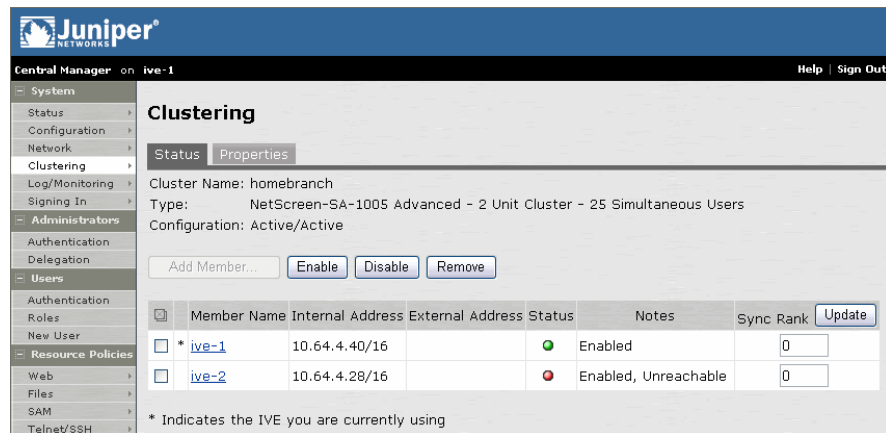 Juniper®
NETWORKS
Central Manager on ive-1
Help | Sign Out
System
Status
Configuration
Network
Clustering
Log/Monitoring
Signing In
Administrators
Authentication
Delegation
Users
Authentication
Roles
New User
Resource Policies
Web
Files
SAM
Telnet/SSH
Clustering
Status Properties
Cluster Name: homebranch
Type: NetScreen-SA-1005 Advanced - 2 Unit Cluster - 25 Simultaneous Users
Configuration: Active/Active
Add Member... Enable Disable Remove
Member Name Internal Address External Address Status Notes Sync Rank Update
* ive-1 10.64.4.40/16 Enabled 0
ive-2 10.64.4.28/16 Enabled, Unreachable 0
* Indicates the IVE you are currently using